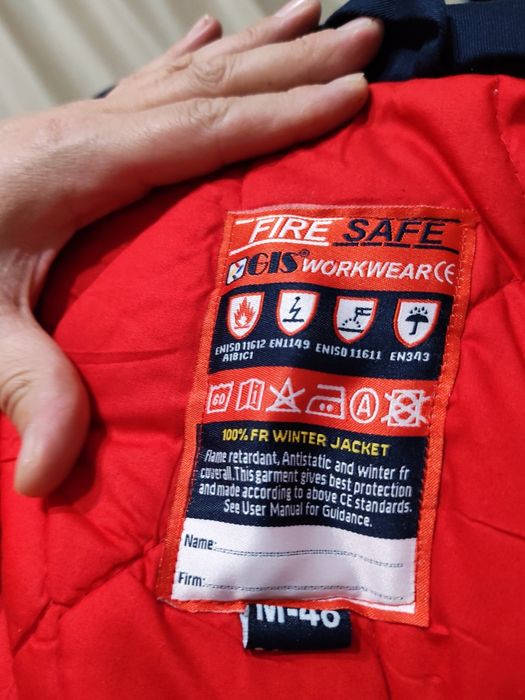 FIRE SAFE
GIS® WORKWEAR CE
EN ISO 11612 EN1149 EN ISO 11611 EN343
A1B1C1
60 i A
100% FR WINTER JACKET
Flame retardant, Antistatic and winter fr
coverall.This garment gives best protection
and made according to above CE standards.
See User Manual for Guidance.
Name:
Firm:
M-46